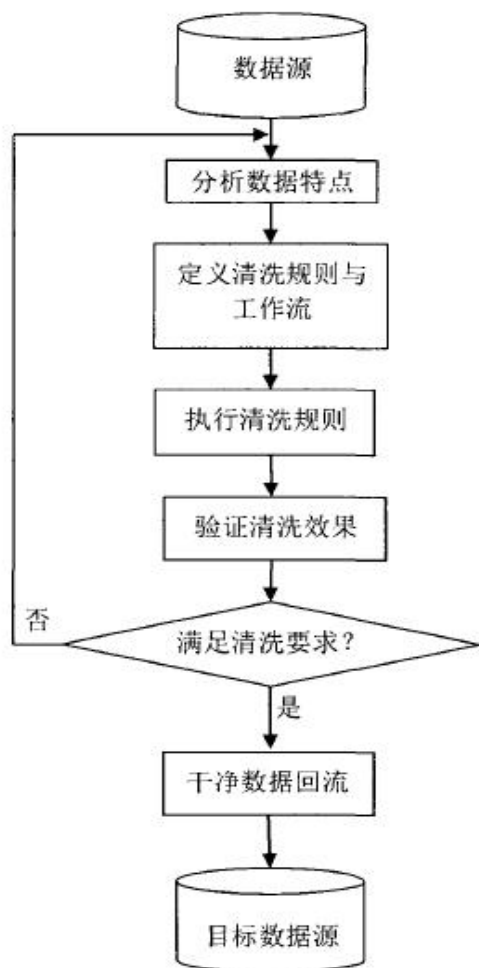 数据源
分析数据特点
定义清洗规则与
工作流
执行清洗规则
验证清洗效果
否
满足清洗要求?
是
干净数据回流
目标数据源